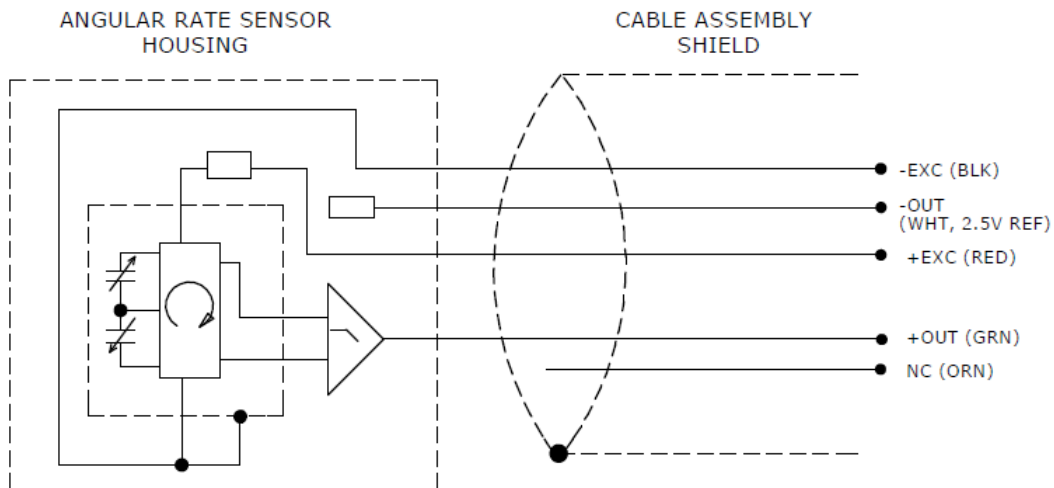 ANGULAR RATE SENSOR
HOUSING
CABLE ASSEMBLY
SHIELD
-EXC (BLK)
-OUT
(WHT, 2.5V REF)
+EXC (RED)
+OUT (GRN)
NC (ORN)